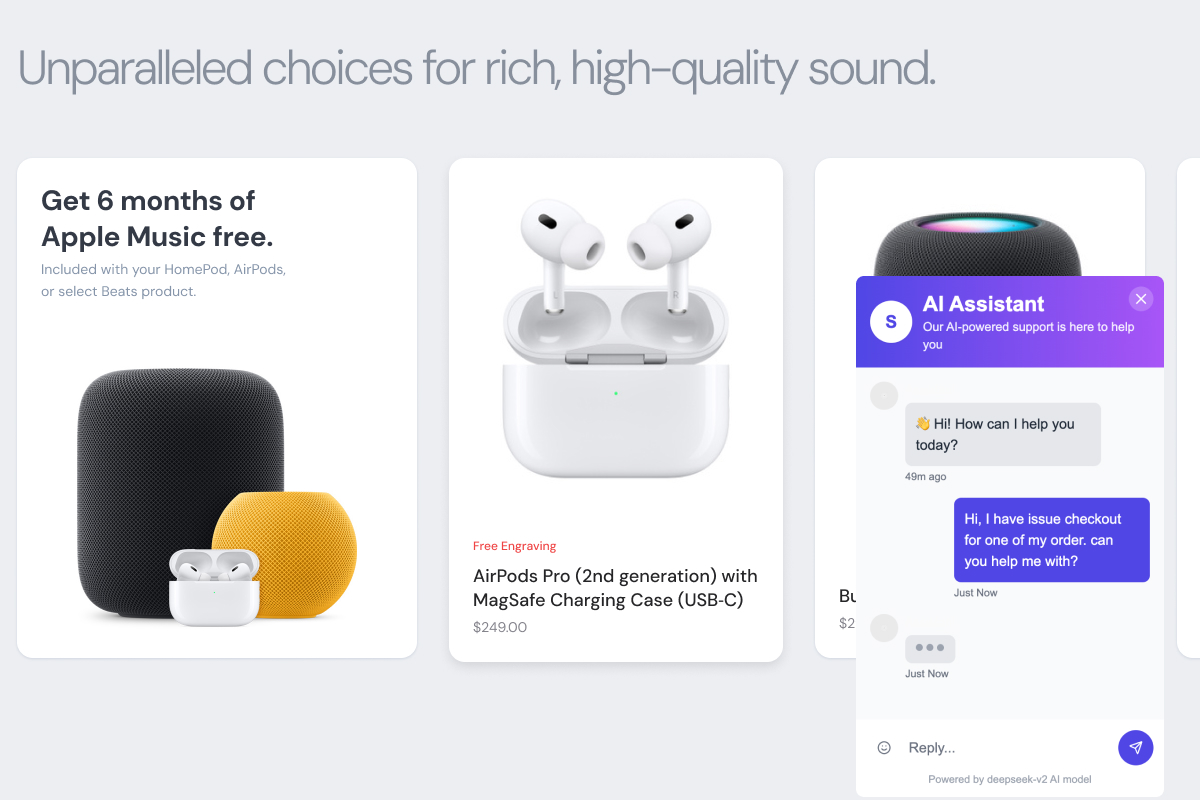 Unparalleled choices for rich, high-quality sound.
Get 6 months of
Apple Music free.
Included with your HomePod, AirPods,
or select Beats product.
Free Engraving
AirPods Pro (2nd generation) with
MagSafe Charging Case (USB-C)
$249.00
S
AI Assistant
Our AI-powered support is here to help
you
👋 Hi! How can I help you
today?
49m ago
Hi, I have issue checkout
for one of my order. can
you help me with?
Just Now
Just Now
Reply...
Powered by deepseek-v2 AI model